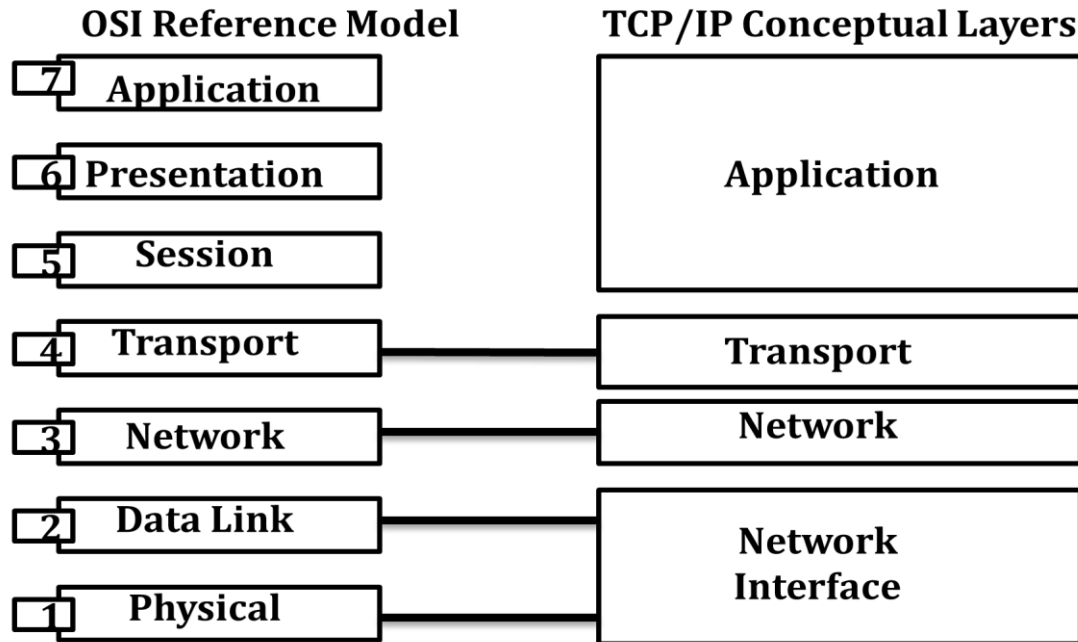 OSI Reference Model
TCP/IP Conceptual Layers
7 Application
6 Presentation
5 Session
4 Transport
3 Network
2 Data Link
1 Physical
Application
Transport
Network
Network
Interface